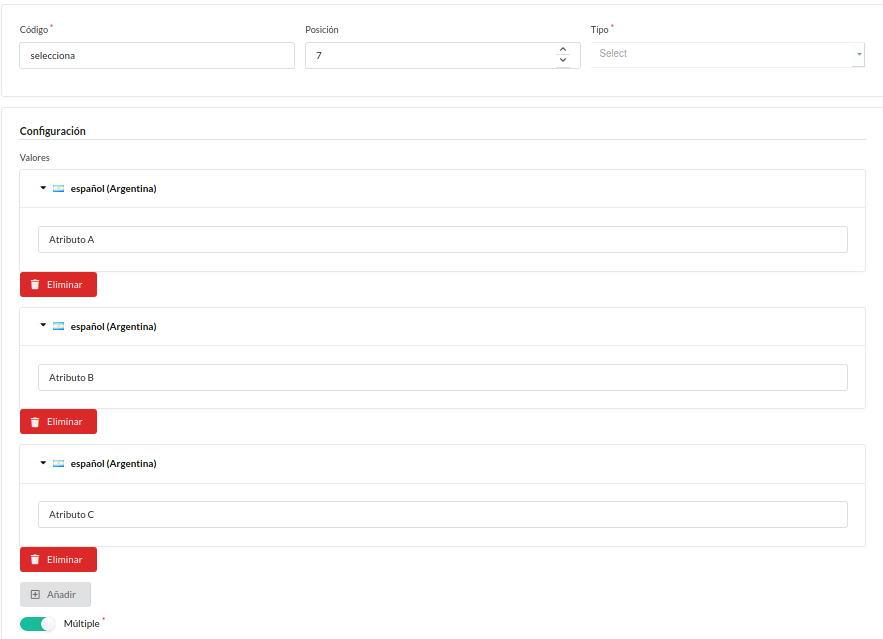 Código *
Posición
Tipo *
selecciona
7
Select
Configuración
Valores
español (Argentina)
Atributo A
Eliminar
español (Argentina)
Atributo B
Eliminar
español (Argentina)
Atributo C
Eliminar
Añadir
Múltiple *